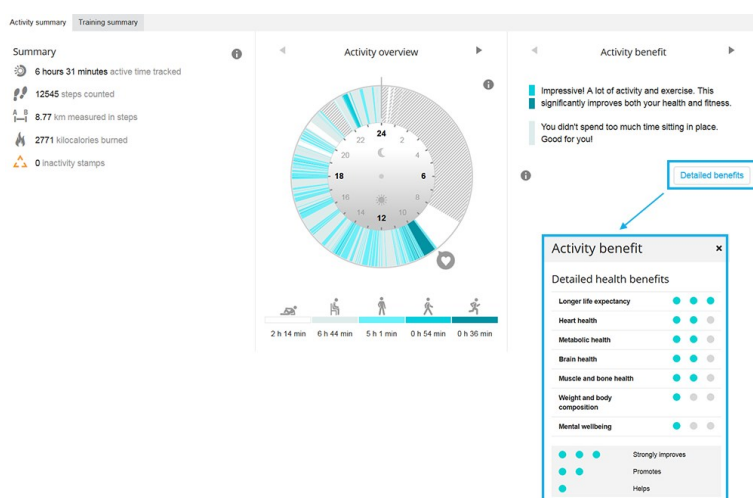 Activity summary
Training summary
Summary
6 hours 31 minutes active time tracked
12545 steps counted
A B
8.77 km measured in steps
2771 kilocalories burned
0 inactivity stamps
Activity overview
24
22
2
20
4
18
6
16
8
14
10
12
2 h 14 min
6 h 44 min
5 h 1 min
0 h 54 min
0 h 36 min
Activity benefit
Impressive! A lot of activity and exercise. This
significantly improves both your health and fitness.
You didn't spend too much time sitting in place.
Good for you!
Detailed benefits
Activity benefit
×
Detailed health benefits
Longer life expectancy
Heart health
Metabolic health
Brain health
Muscle and bone health
Weight and body
composition
Mental wellbeing
Strongly improves
Promotes
Helps